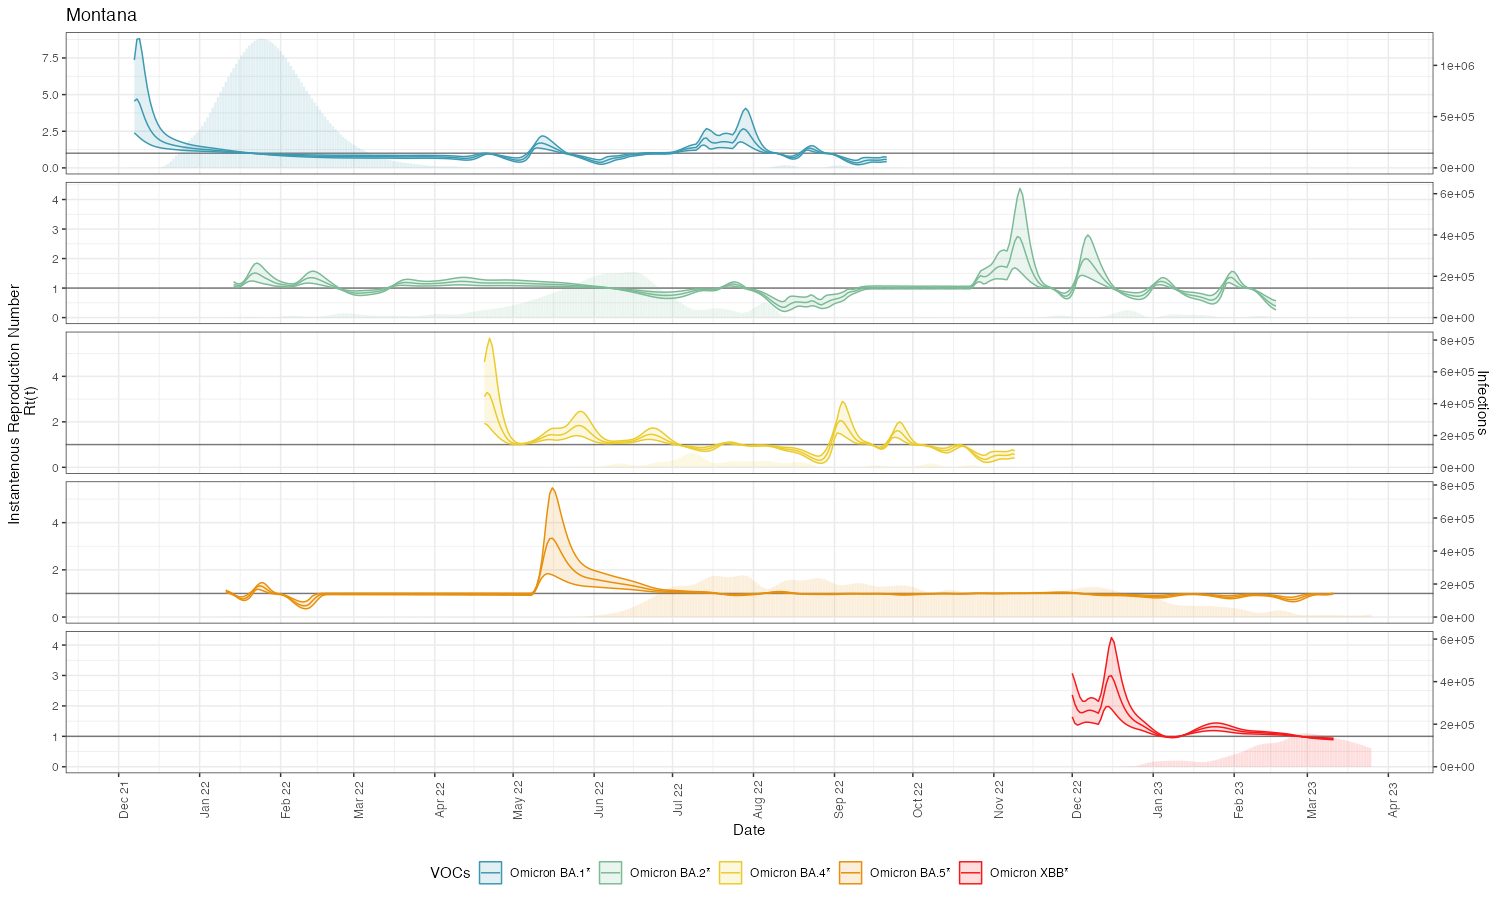 Montana
Instantenous Reproduction Number
Rt(t)
7.5
5.0
2.5
0.0
1e+06
5e+05
0e+00
4
3
2
1
0
6e+05
4e+05
2e+05
0e+00
4
2
0
8e+05
6e+05
4e+05
2e+05
0e+00
4
2
0
8e+05
6e+05
4e+05
2e+05
0e+00
4
3
2
1
0
6e+05
4e+05
2e+05
0e+00
Infections
Dec 21
Jan 22
Feb 22
Mar 22
Apr 22
May 22
Jun 22
Jul 22
Aug 22
Sep 22
Oct 22
Nov 22
Dec 22
Jan 23
Feb 23
Mar 23
Apr 23
Date
VOCs Omicron BA.1* Omicron BA.2* Omicron BA.4* Omicron BA.5* Omicron XBB*